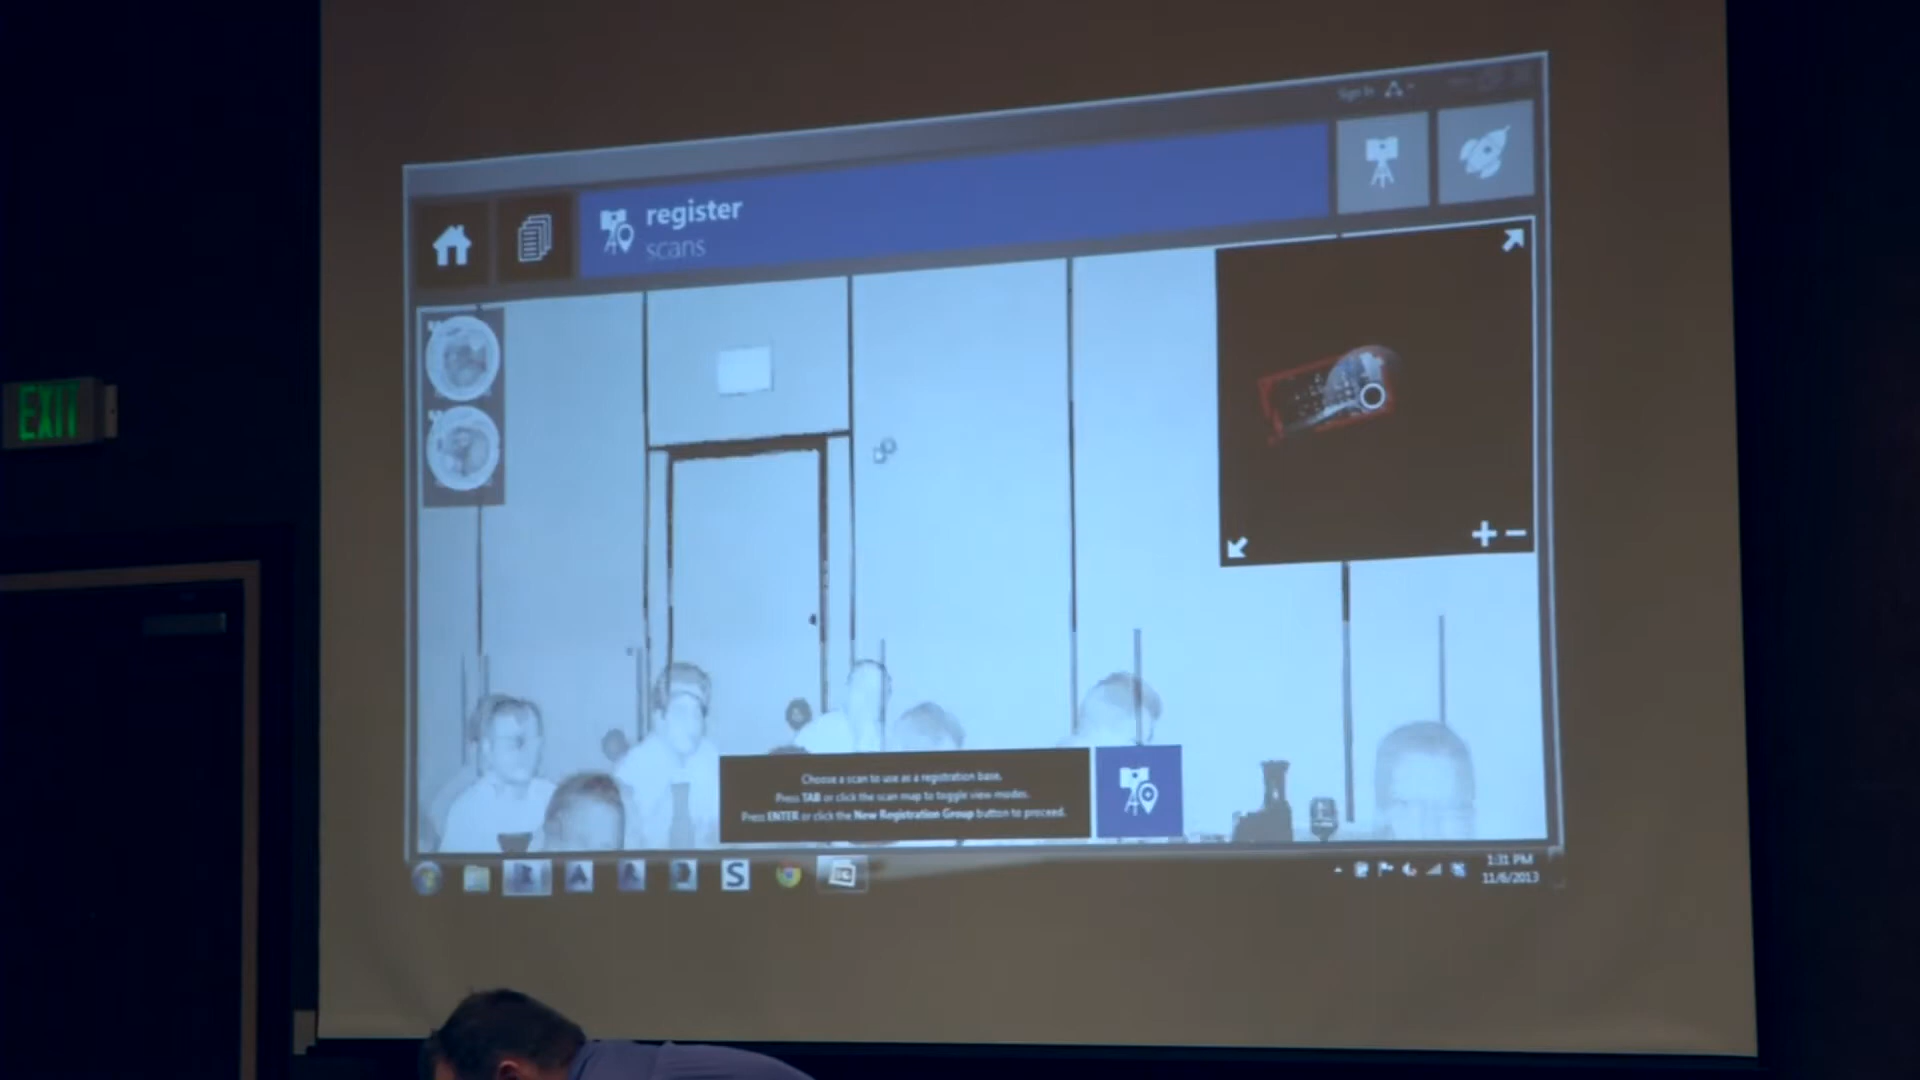 Sign In
register
scans
EXIT
Choose a scan to use as a registration base.
Press TAB or click the scan map to toggle view modes.
Press ENTER or click the New Registration Group button to proceed.
S
1:31 PM
11/6/2013